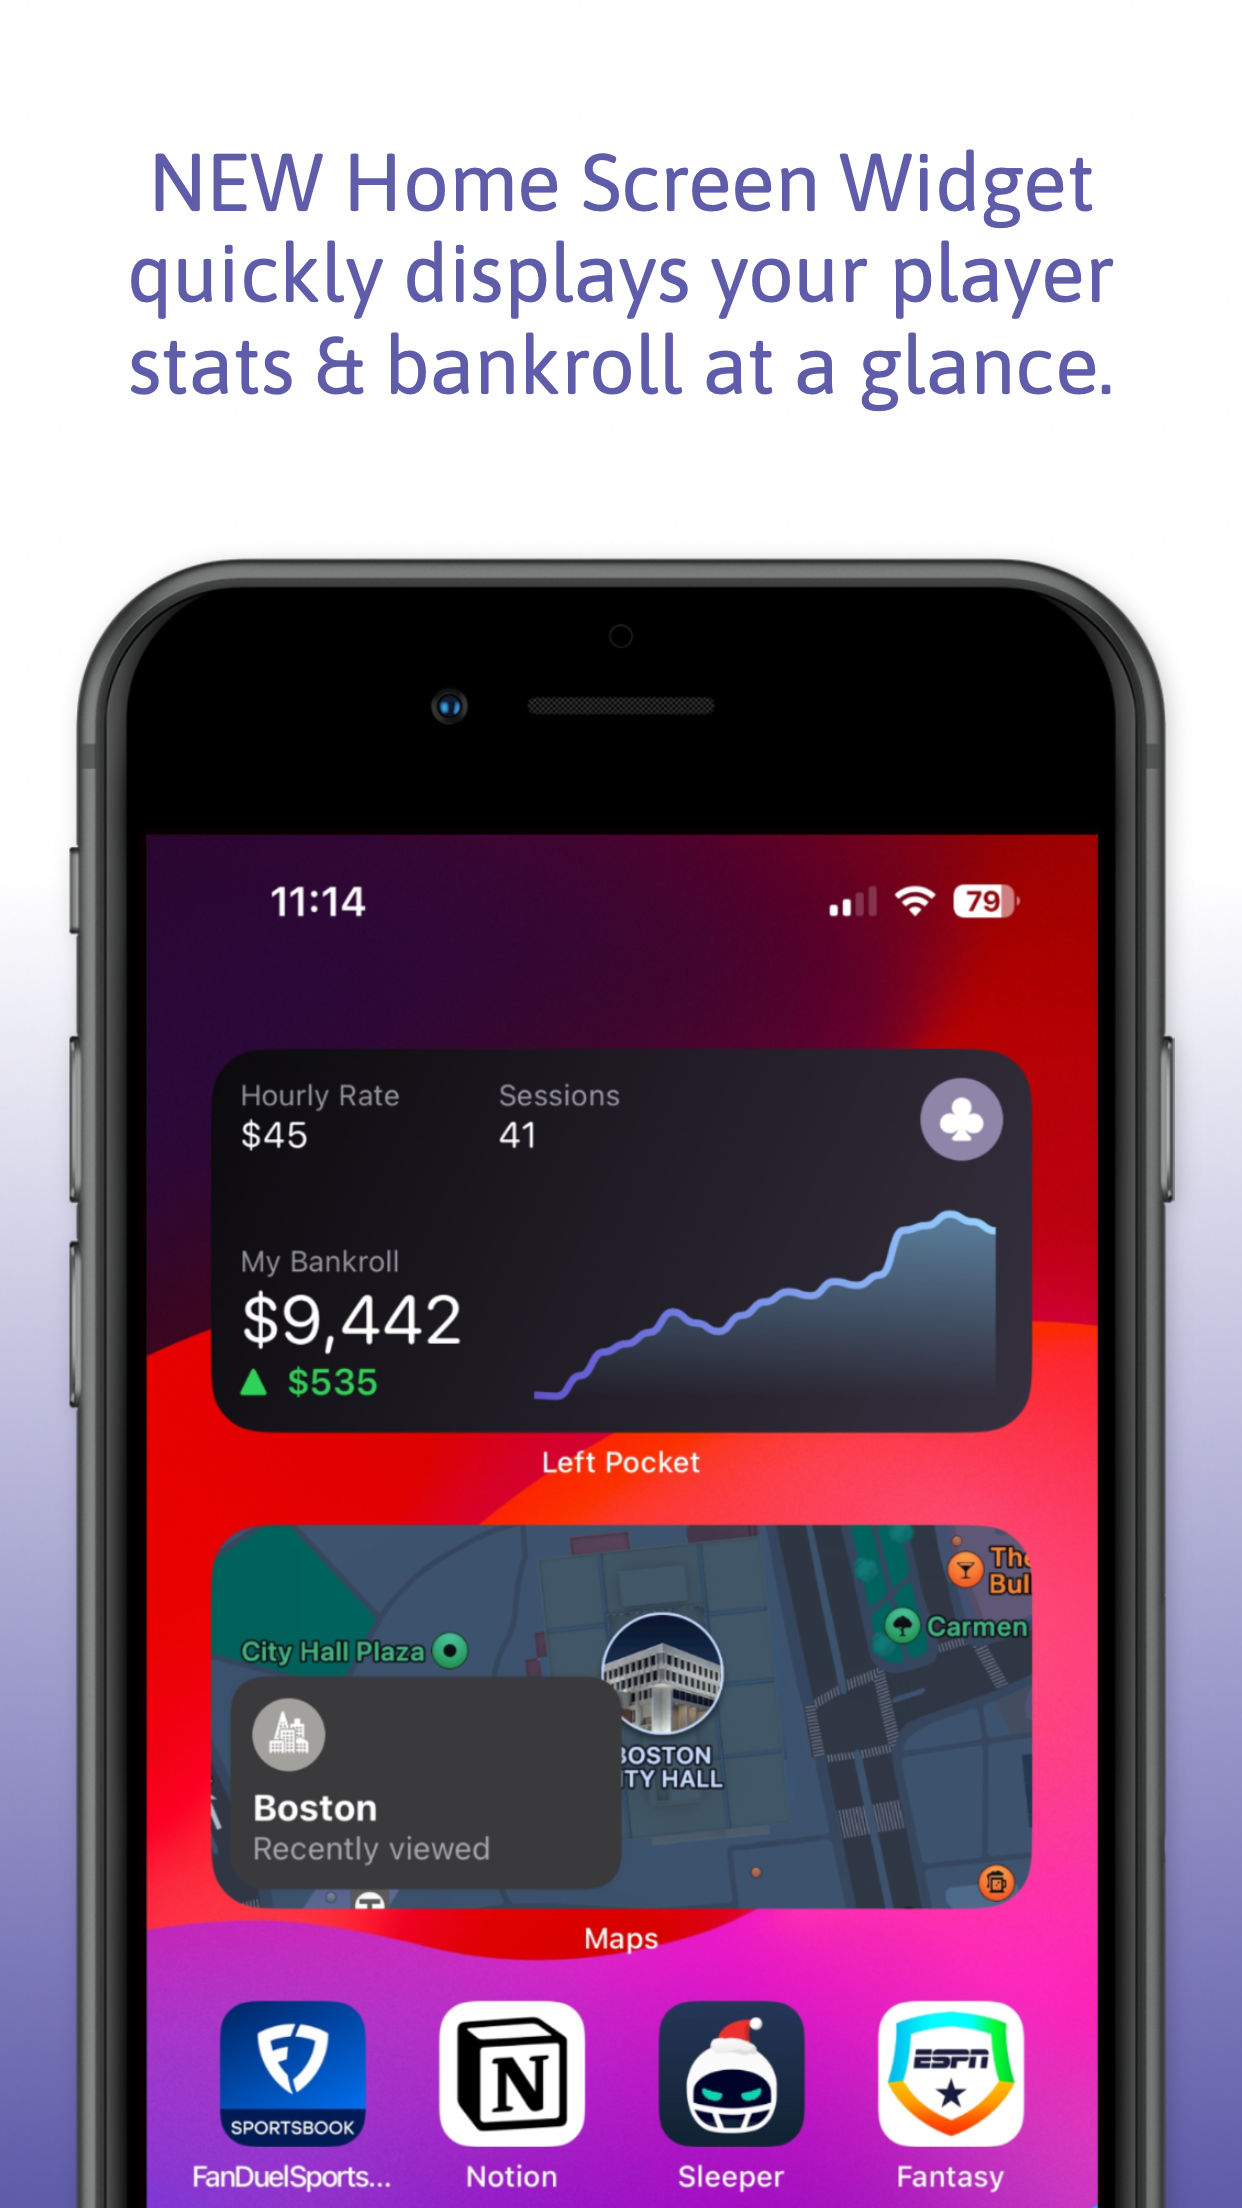 NEW Home Screen Widget
quickly displays your player
stats & bankroll at a glance.
11:14
79
Hourly Rate
$45
Sessions
41
My Bankroll
$9,442
$535
Left Pocket
The
Bul
Carmen
City Hall Plaza
BOSTON
TY HALL
Boston
Recently viewed
Maps
SPORTSBOOK
N
ESPN
FanDuelSports...
Notion
Sleeper
Fantasy